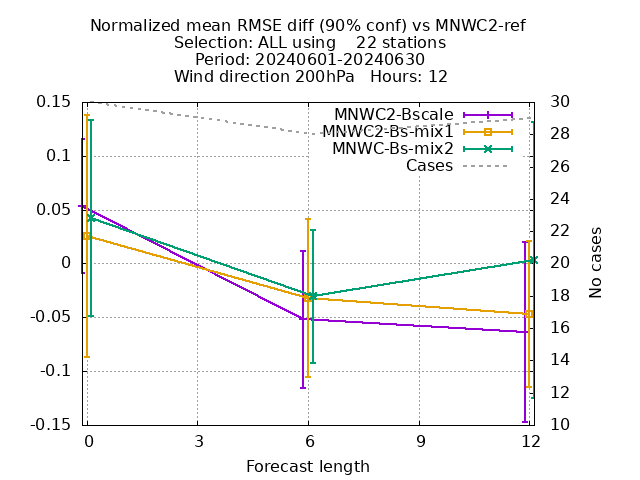 Normalized mean RMSE diff (90% conf) vs MNWC2-ref
Selection: ALL using    22 stations
Period: 20240601-20240630
Wind direction 200hPa   Hours: 12
MNWC2-Bscale
MNWC2-Bs-mix1
MNWC-Bs-mix2
Cases
0.15
0.1
0.05
0
-0.05
-0.1
-0.15
30
28
26
24
22
20
18
16
14
12
10
No cases
0 3 6 9 12
Forecast length